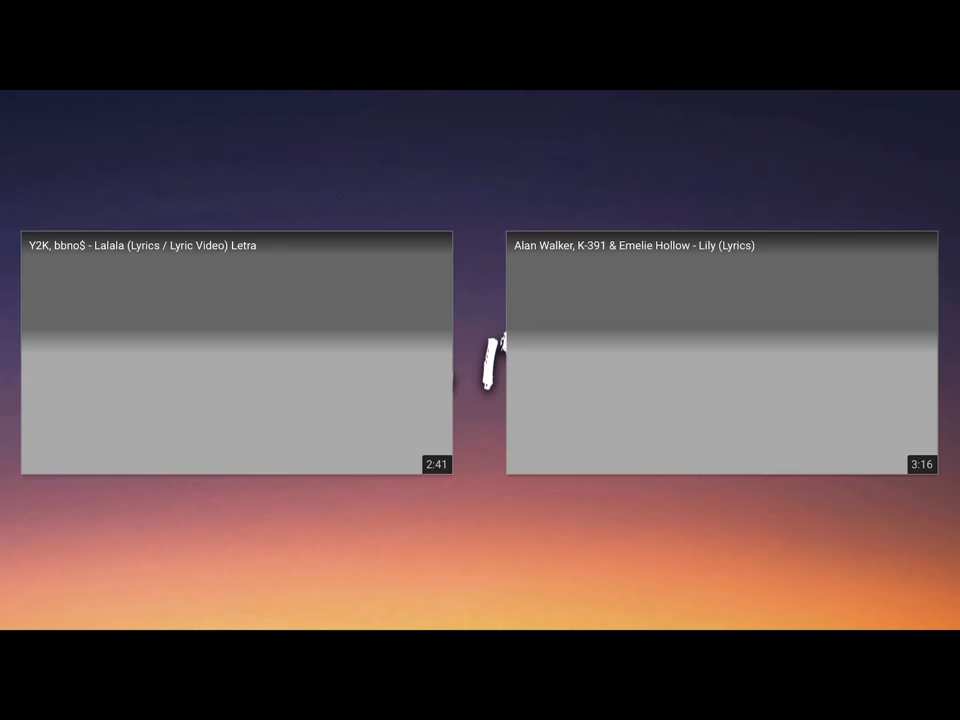 Y2K, bbno$ - Lalala (Lyrics / Lyric Video) Letra
Alan Walker, K-391 & Emelie Hollow - Lily (Lyrics)
2:41
3:16